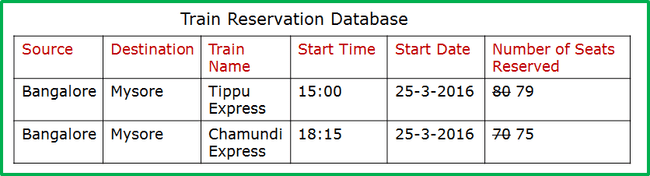 Train Reservation Database
Source Destination Train Name Start Time Start Date Number of Seats Reserved
Bangalore Mysore Tippu Express 15:00 25-3-2016 80 79
Bangalore Mysore Chamundi Express 18:15 25-3-2016 70 75